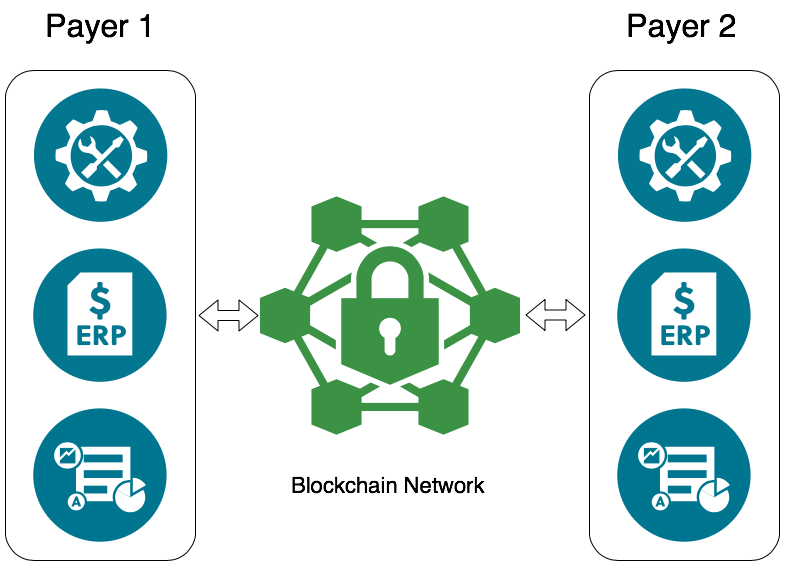 Payer 1
Payer 2
$
ERP
A
Blockchain Network
$
ERP
A